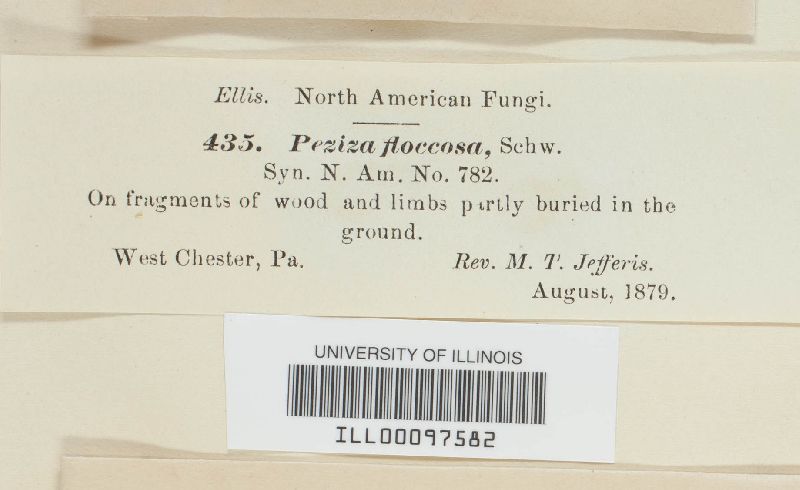 Ellis. North American Fungi.
435. Peziza floccosa, Schw.
Syn. N. Am. No. 782.
On fragments of wood and limbs partly buried in the
ground.
West Chester, Pa. Rev. M. T. Jefferis.
August, 1879.
UNIVERSITY OF ILLINOIS
ILL00097582